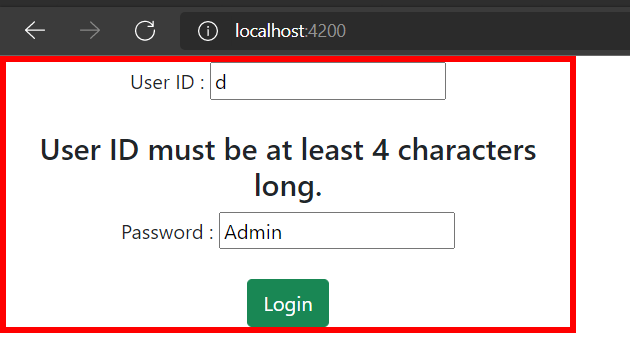 localhost:4200
User ID : d
User ID must be at least 4 characters
long.
Password : Admin
Login